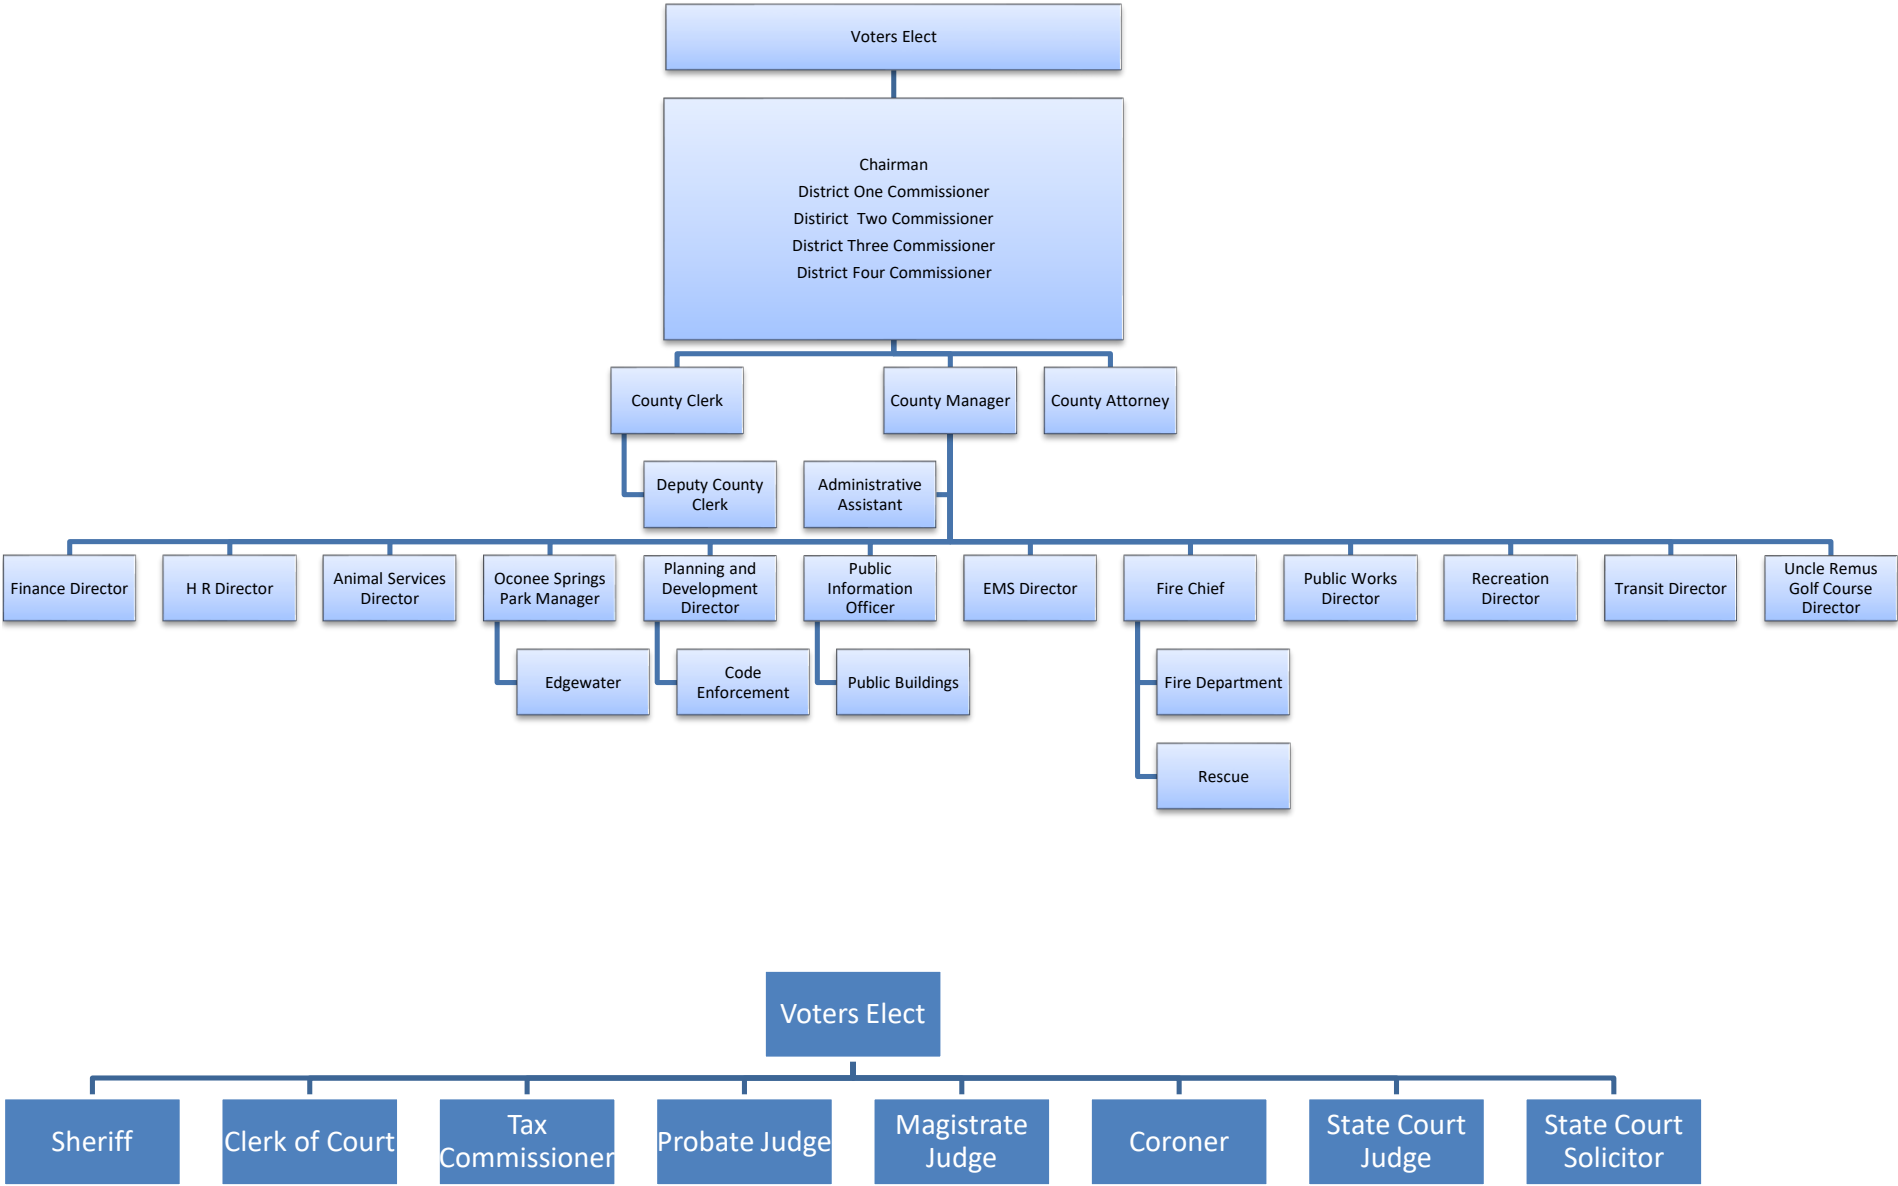 Voters Elect
Chairman
District One Commissioner
Distirict  Two Commissioner
District Three Commissioner
District Four Commissioner
County Clerk
County Manager
County Attorney
Deputy County
Clerk
Administrative
Assistant
Finance Director
H R Director
Animal Services
Director
Oconee Springs
Park Manager
Planning and
Development
Director
Public
Information
Officer
EMS Director
Fire Chief
Public Works
Director
Recreation
Director
Transit Director
Uncle Remus
Golf Course
Director
Edgewater
Code
Enforcement
Public Buildings
Fire Department
Rescue
Voters Elect
Sheriff
Clerk of Court
Tax
Commissioner
Probate Judge
Magistrate
Judge
Coroner
State Court
Judge
State Court
Solicitor